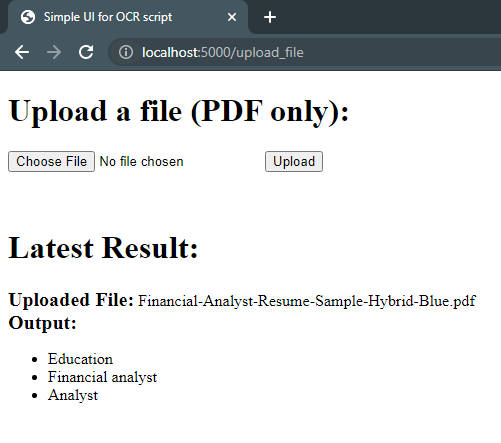 Simple UI for OCR script
localhost:5000/upload_file
Upload a file (PDF only):
Choose File No file chosen Upload
Latest Result:
Uploaded File: Financial-Analyst-Resume-Sample-Hybrid-Blue.pdf
Output:
Education
Financial analyst
Analyst